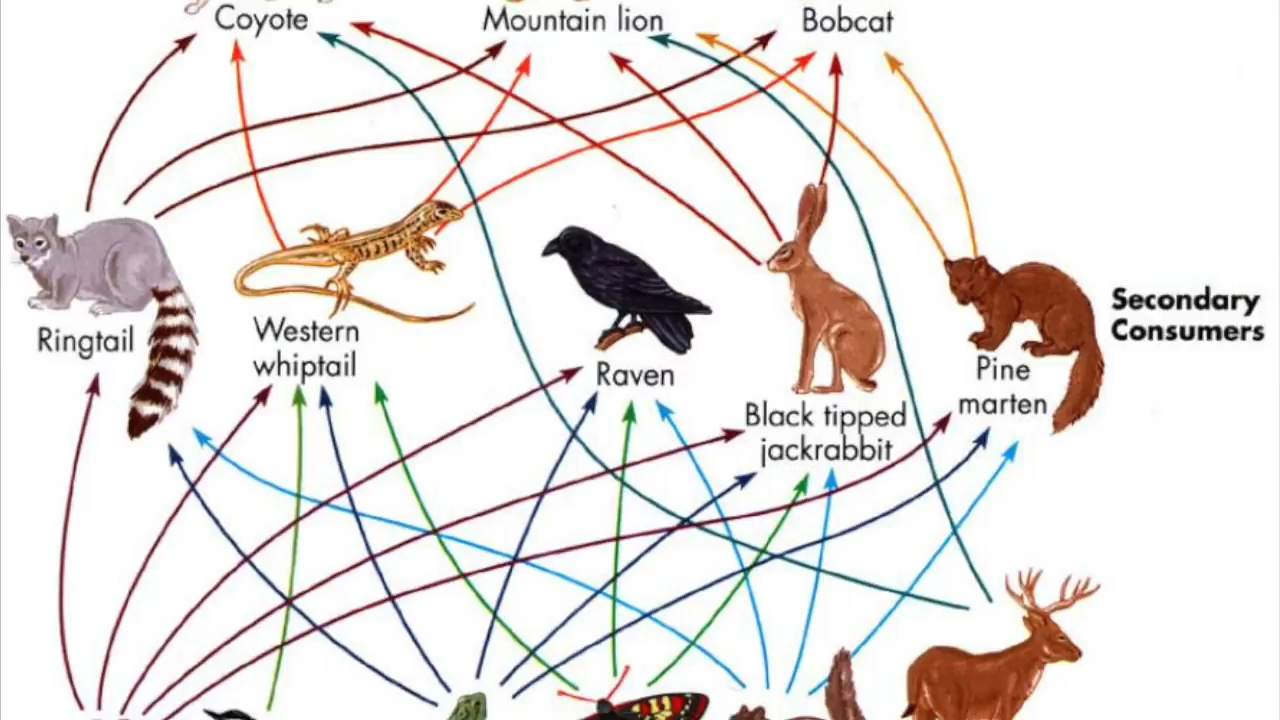 Coyote
Mountain lion
Bobcat
Secondary
Consumers
Ringtail
Western
whiptail
Raven
Pine
marten
Black tipped
jackrabbit